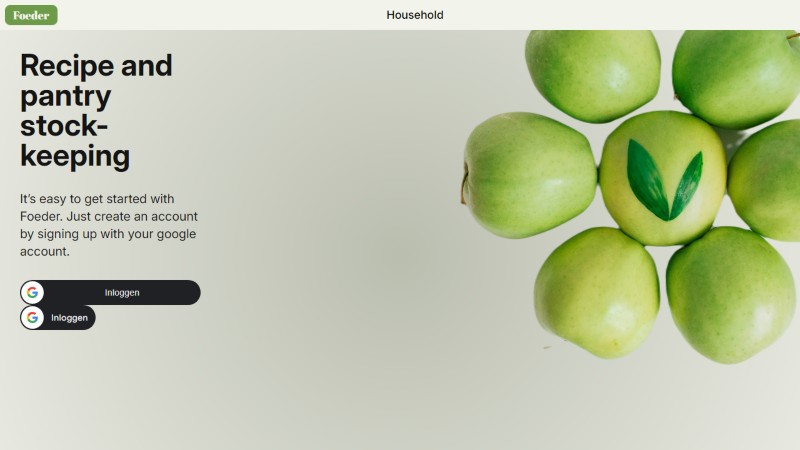 Foeder
Household
Recipe and
pantry
stock-
keeping
It's easy to get started with
Foeder. Just create an account
by signing up with your google
account.
Inloggen
Inloggen